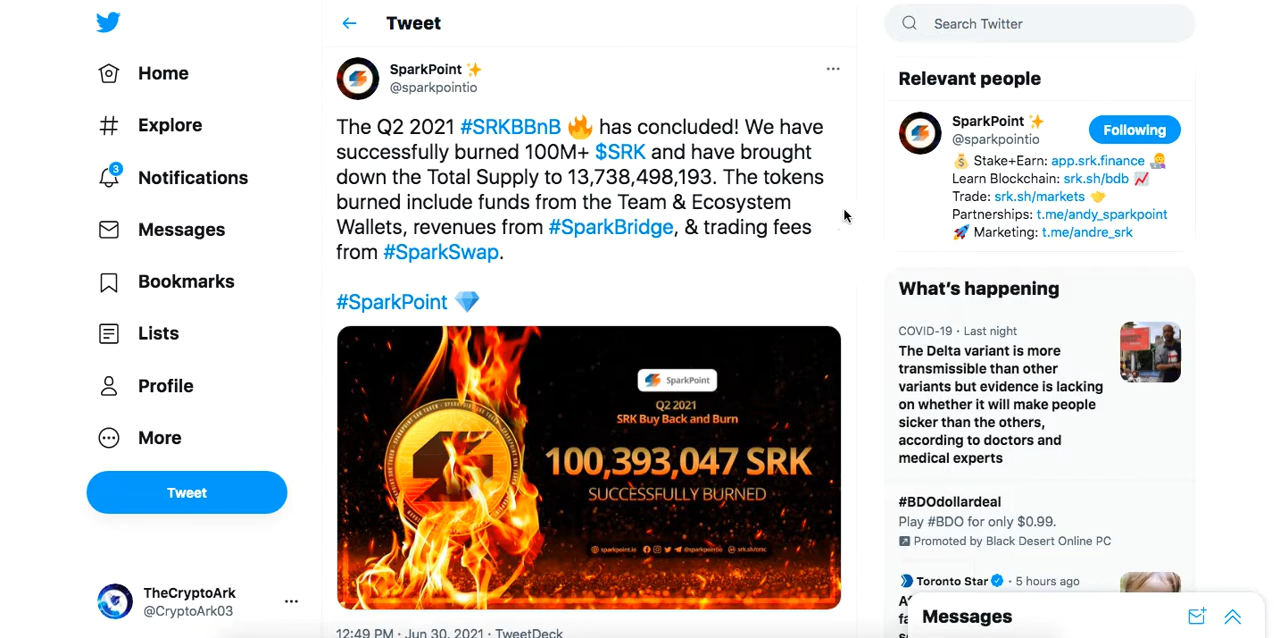 Home
Explore
3
Notifications
Messages
Bookmarks
Lists
Profile
More
Tweet
TheCryptoArk
@CryptoArk03
Tweet
SparkPoint
@sparkpointio
The Q2 2021 #SRKBBnB has concluded! We have
successfully burned 100M+ $SRK and have brought
down the Total Supply to 13,738,498,193. The tokens
burned include funds from the Team & Ecosystem
Wallets, revenues from #SparkBridge, & trading fees
from #SparkSwap.
#SparkPoint
SparkPoint
Q2 2021
SRK Buy Back and Burn
100,393,047 SRK
SUCCESSFULLY BURNED
sparkpoint.io @sparkpointio srk.sh/cmc
12:49 PM · Jun 30, 2021 · TweetDeck
Search Twitter
Relevant people
SparkPoint
@sparkpointio
Following
Stake+Earn: app.srk.finance
Learn Blockchain: srk.sh/bdb
Trade: srk.sh/markets
Partnerships: t.me/andy_sparkpoint
Marketing: t.me/andre_srk
What's happening
COVID-19 · Last night
The Delta variant is more
transmissible than other
variants but evidence is lacking
on whether it will make people
sicker than the others,
according to doctors and
medical experts
#BDOdollardeal
Play #BDO for only $0.99.
Promoted by Black Desert Online PC
Toronto Star · 5 hours ago
Messages